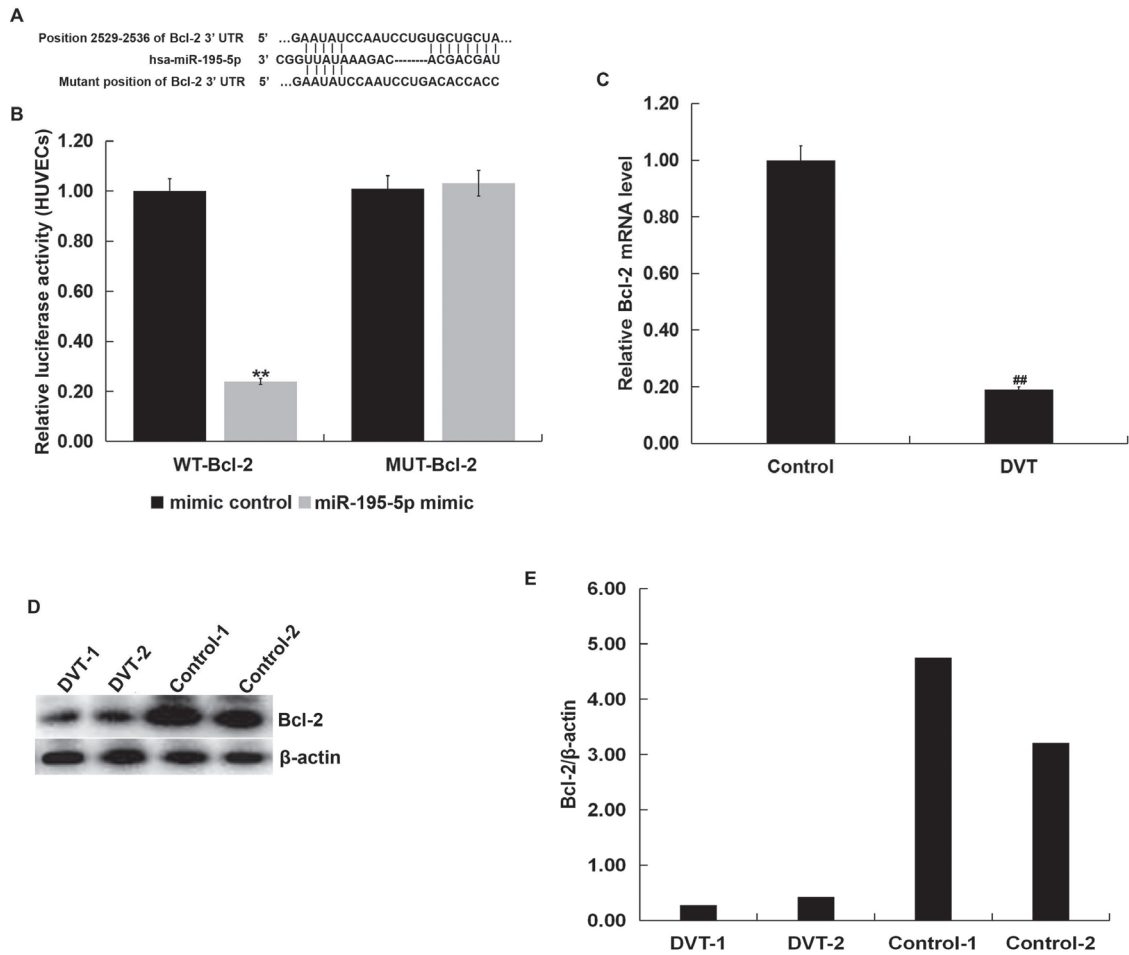 A
Position 2529-2536 of Bcl-2 3’ UTR 5’ ...GAAUAUCCAAUCCUGUGCUGCUA...
hsa-miR-195-5p 3’ CGGUUAUAAAGAC--------ACGACGAU
Mutant position of Bcl-2 3’ UTR 5’ ...GAAUAUCCAAUCCUGACACCACC
B
Relative luciferase activity (HUVECs)
1.20
1.00
0.80
0.60
0.40
0.20
0.00
**
WT-Bcl-2 MUT-Bcl-2
mimic control miR-195-5p mimic
C
Relative Bcl-2 mRNA level
1.20
1.00
0.80
0.60
0.40
0.20
0.00
##
Control DVT
D
DVT-1 DVT-2 Control-1 Control-2
Bcl-2
β-actin
E
Bcl-2/β-actin
6.00
5.00
4.00
3.00
2.00
1.00
0.00
DVT-1 DVT-2 Control-1 Control-2